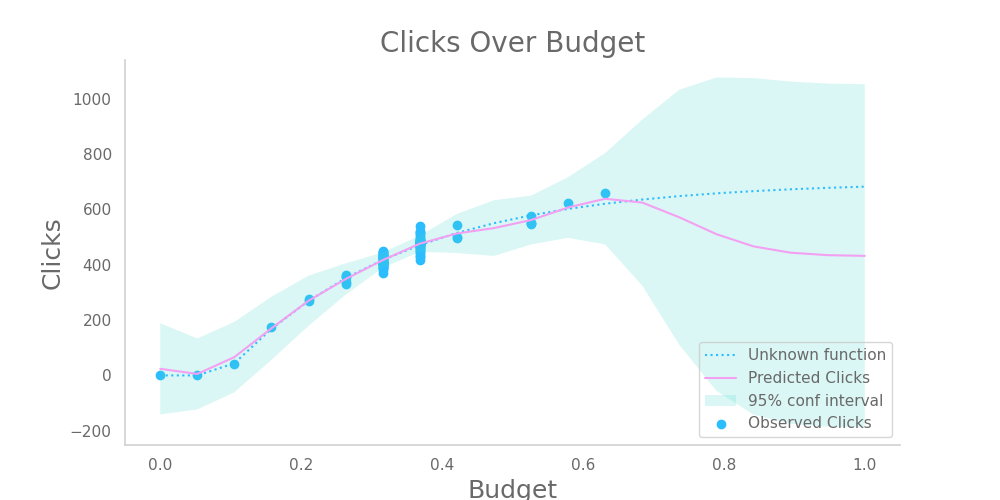 Clicks Over Budget
Clicks
1000
800
600
400
200
0
−200
0.0 0.2 0.4 0.6 0.8 1.0
Budget
Unknown function
Predicted Clicks
95% conf interval
Observed Clicks